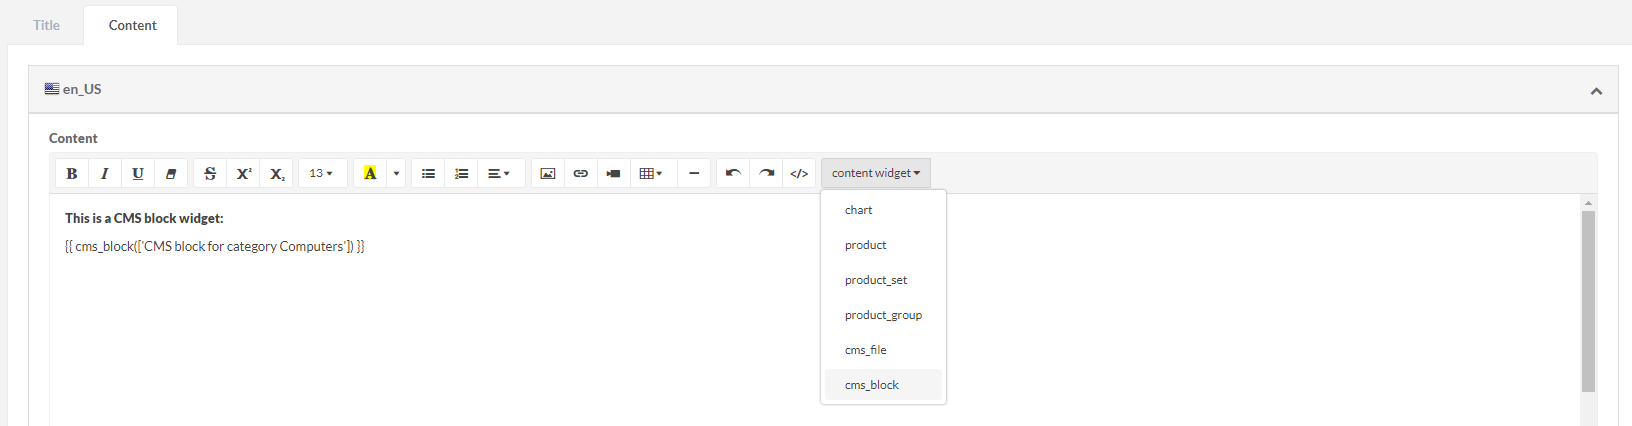 Title
Content
en_US
Content
B I U S X² X₂ 13 A </> content widget
This is a CMS block widget:
{{ cms_block(['CMS block for category Computers']) }}
chart
product
product_set
product_group
cms_file
cms_block